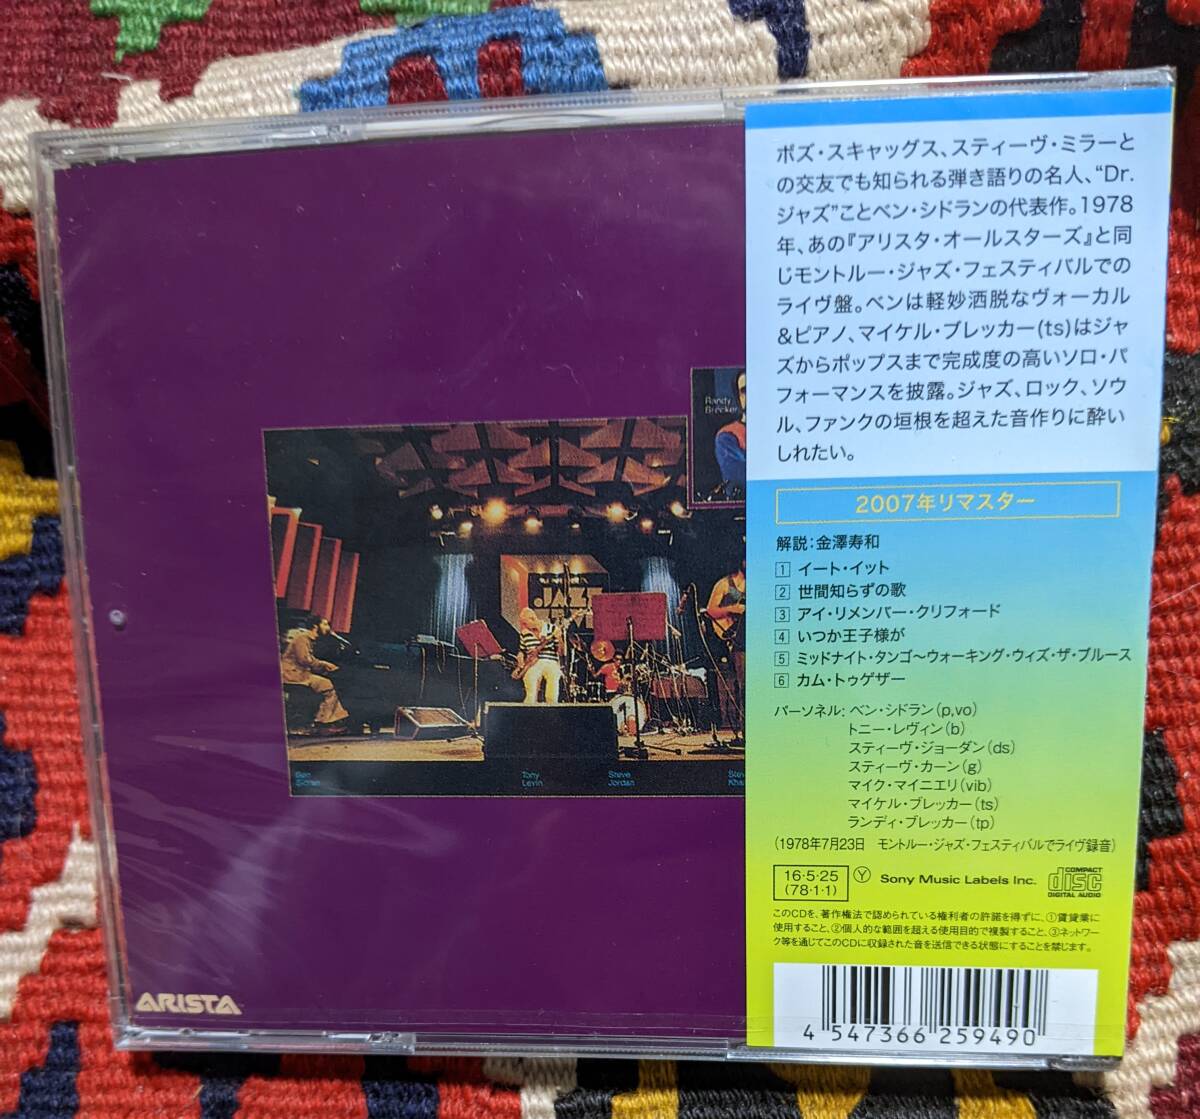 ボズ・スキャッグス、スティーヴ・ミラーと
の交友でも知られる弾き語りの名人、“Dr.
ジャズ”ことベン・シドランの代表作。1978
年、あの『アリスタ・オールスターズ』と同
じモントルー・ジャズ・フェスティバルでの
ライヴ盤。ベンは軽妙洒脱なヴォーカル
&ピアノ、マイケル・ブレッカー(ts)はジャ
ズからポップスまで完成度の高いソロ・パ
フォーマンスを披露。ジャズ、ロック、ソウ
ル、ファンクの垣根を超えた音作りに酔い
しれたい。
2007年リマスター
解説：金澤寿和
1 イート・イット
2 世間知らずの歌
3 アイ・リメンバー・クリフォード
4 いつか王子様が
5 ミッドナイト・タンゴ〜ウォーキング・ウィズ・ザ・ブルース
6 カム・トゥゲザー
パーソネル: ベン・シドラン(p,vo)
トニー・レヴィン(b)
スティーヴ・ジョーダン(ds)
スティーヴ・カーン(g)
マイク・マイニエリ(vib)
マイケル・ブレッカー(ts)
ランディ・ブレッカー(tp)
(1978年7月23日 モントルー・ジャズ・フェスティバルでライヴ録音)
16・5・25
(78・1・1)
Ⓨ Sony Music Labels Inc.
COMPACT
disc
DIGITAL AUDIO
このCDを、著作権法で認められている権利者の許諾を得ずに、①賃貸業に
使用すること、②個人的な範囲を超える使用目的で複製すること、③ネットワー
ク等を通じてこのCDに収録された音を送信できる状態にすることを禁じます。
4 547366 259490
Randy
Brecker
JAZZ
Ben
Sidran
Tony
Levin
Steve
Jordan
ARISTA